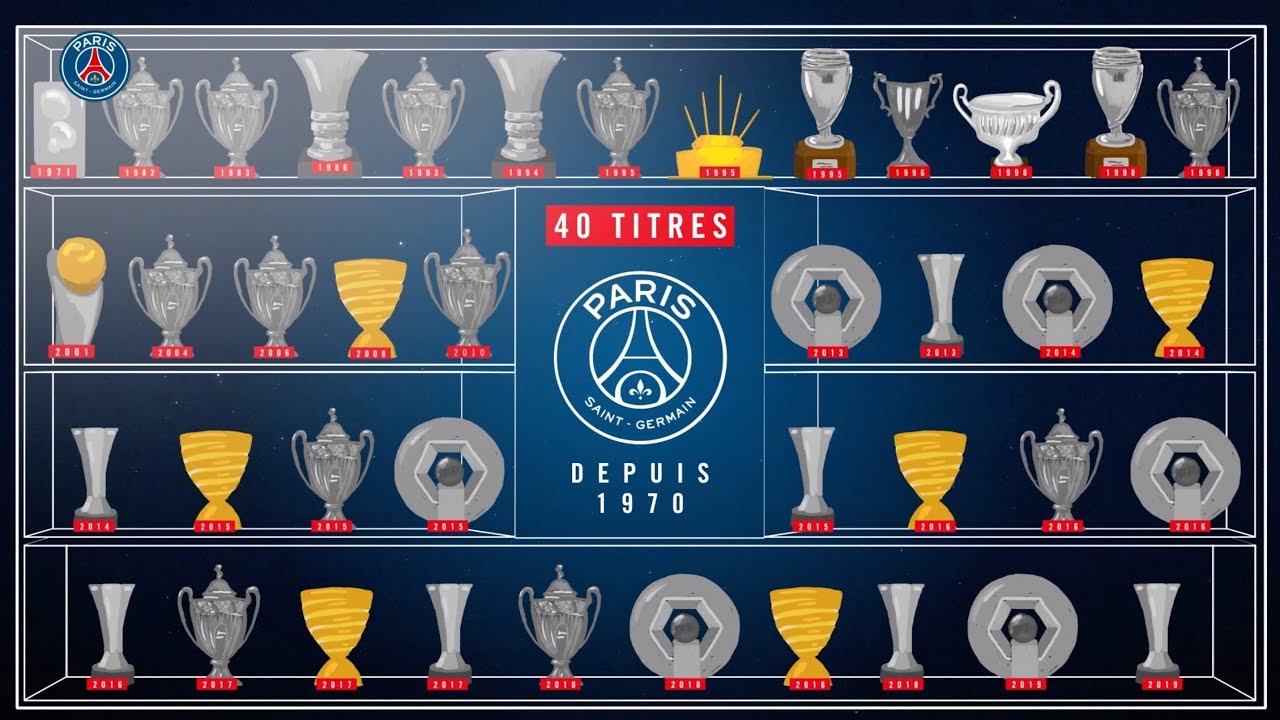 PARIS
SAINT-GERMAIN
1971 1982 1983 1986 1993 1994 1995 1995 1995 1996 1998 1998 1998
40 TITRES
2001 2004 2006 2008 2010
2013 2013 2014 2014
PARIS
SAINT-GERMAIN
DEPUIS
1970
2014 2015 2015 2015
2015 2016 2016 2016
2016 2017 2017 2017 2018 2018 2018 2018 2019 2019